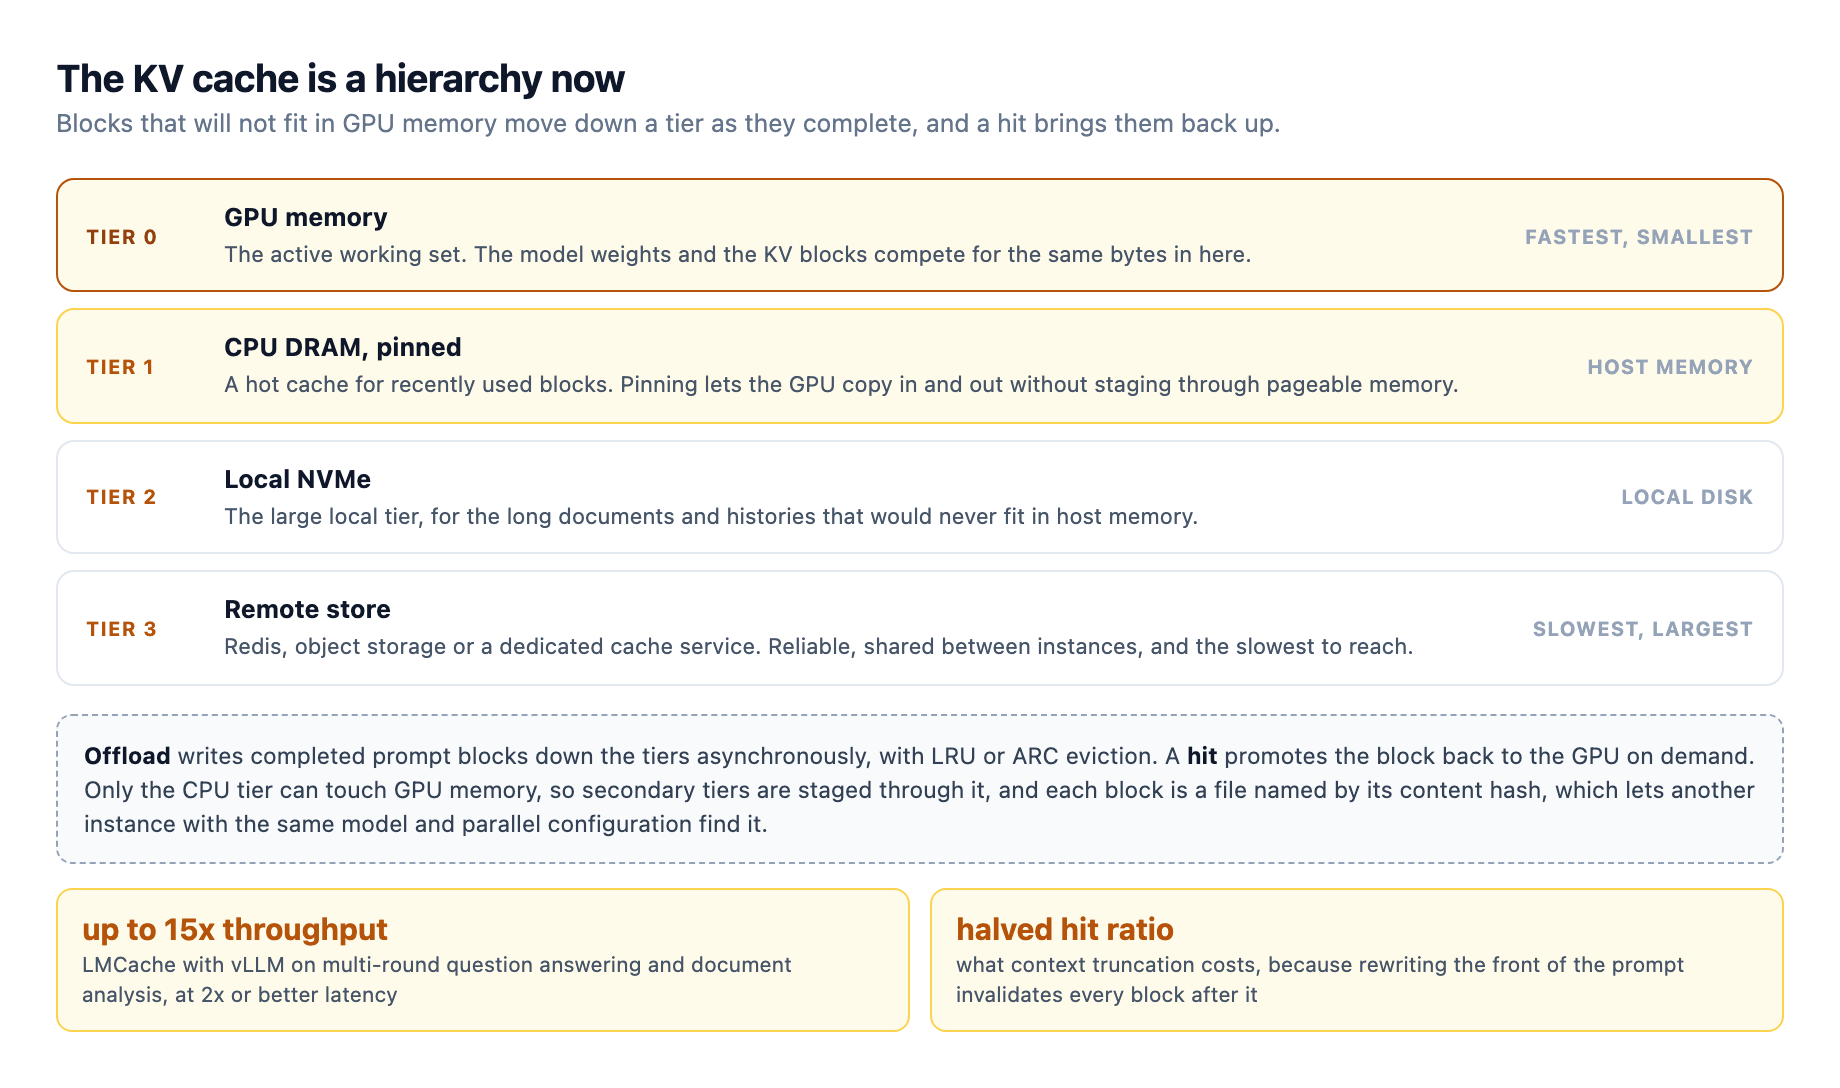 The KV cache is a hierarchy now
Blocks that will not fit in GPU memory move down a tier as they complete, and a hit brings them back up.
TIER 0
GPU memory
The active working set. The model weights and the KV blocks compete for the same bytes in here.
FASTEST, SMALLEST
TIER 1
CPU DRAM, pinned
A hot cache for recently used blocks. Pinning lets the GPU copy in and out without staging through pageable memory.
HOST MEMORY
TIER 2
Local NVMe
The large local tier, for the long documents and histories that would never fit in host memory.
LOCAL DISK
TIER 3
Remote store
Redis, object storage or a dedicated cache service. Reliable, shared between instances, and the slowest to reach.
SLOWEST, LARGEST
Offload writes completed prompt blocks down the tiers asynchronously, with LRU or ARC eviction. A hit promotes the block back to the GPU on demand.
Only the CPU tier can touch GPU memory, so secondary tiers are staged through it, and each block is a file named by its content hash, which lets another
instance with the same model and parallel configuration find it.
up to 15x throughput
LMCache with vLLM on multi-round question answering and document
analysis, at 2x or better latency
halved hit ratio
what context truncation costs, because rewriting the front of the prompt
invalidates every block after it